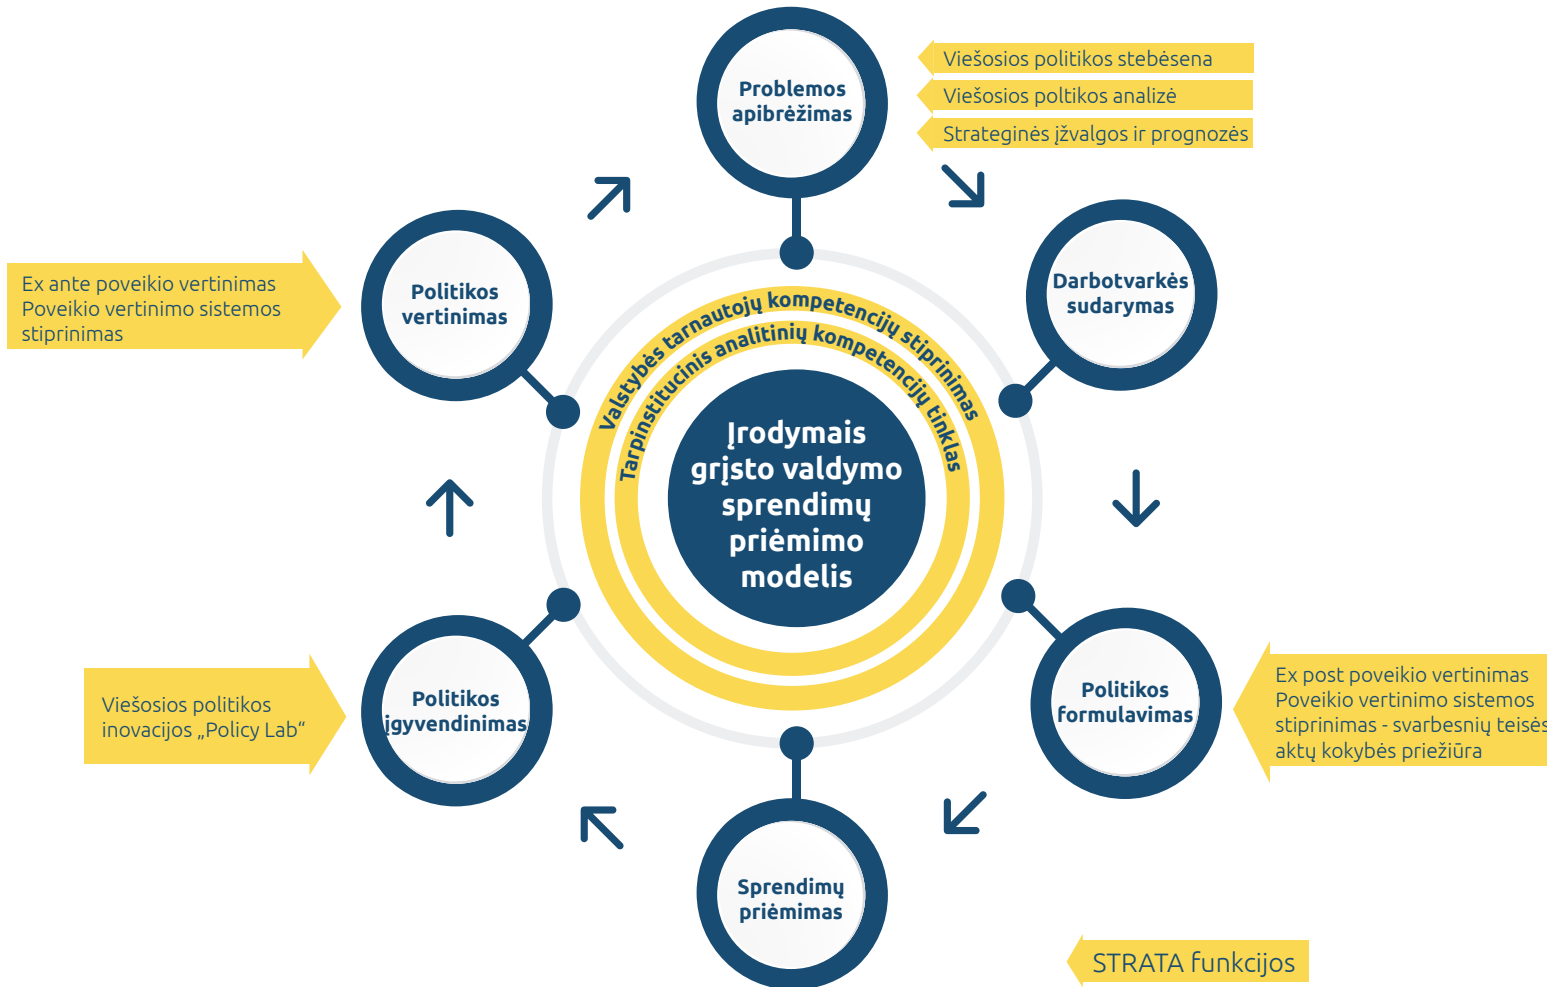 Problemos
apibrėžimas
Viešosios politikos stebėsena
Viešosios poltikos analizė
Strateginės įžvalgos ir prognozės
Darbotvarkės
sudarymas
Ex ante poveikio vertinimas
Poveikio vertinimo sistemos
stiprinimas
Politikos
vertinimas
Valstybės tarnautojų kompetencijų stiprinimas
Tarpinstitucinis analitinių kompetencijų tinklas
Įrodymais
grįsto valdymo
sprendimų
priėmimo
modelis
Politikos
formulavimas
Ex post poveikio vertinimas
Poveikio vertinimo sistemos
stiprinimas - svarbesnių teisės
aktų kokybės priežiūra
Viešosios politikos
inovacijos „Policy Lab“
Politikos
įgyvendinimas
Sprendimų
priėmimas
STRATA funkcijos